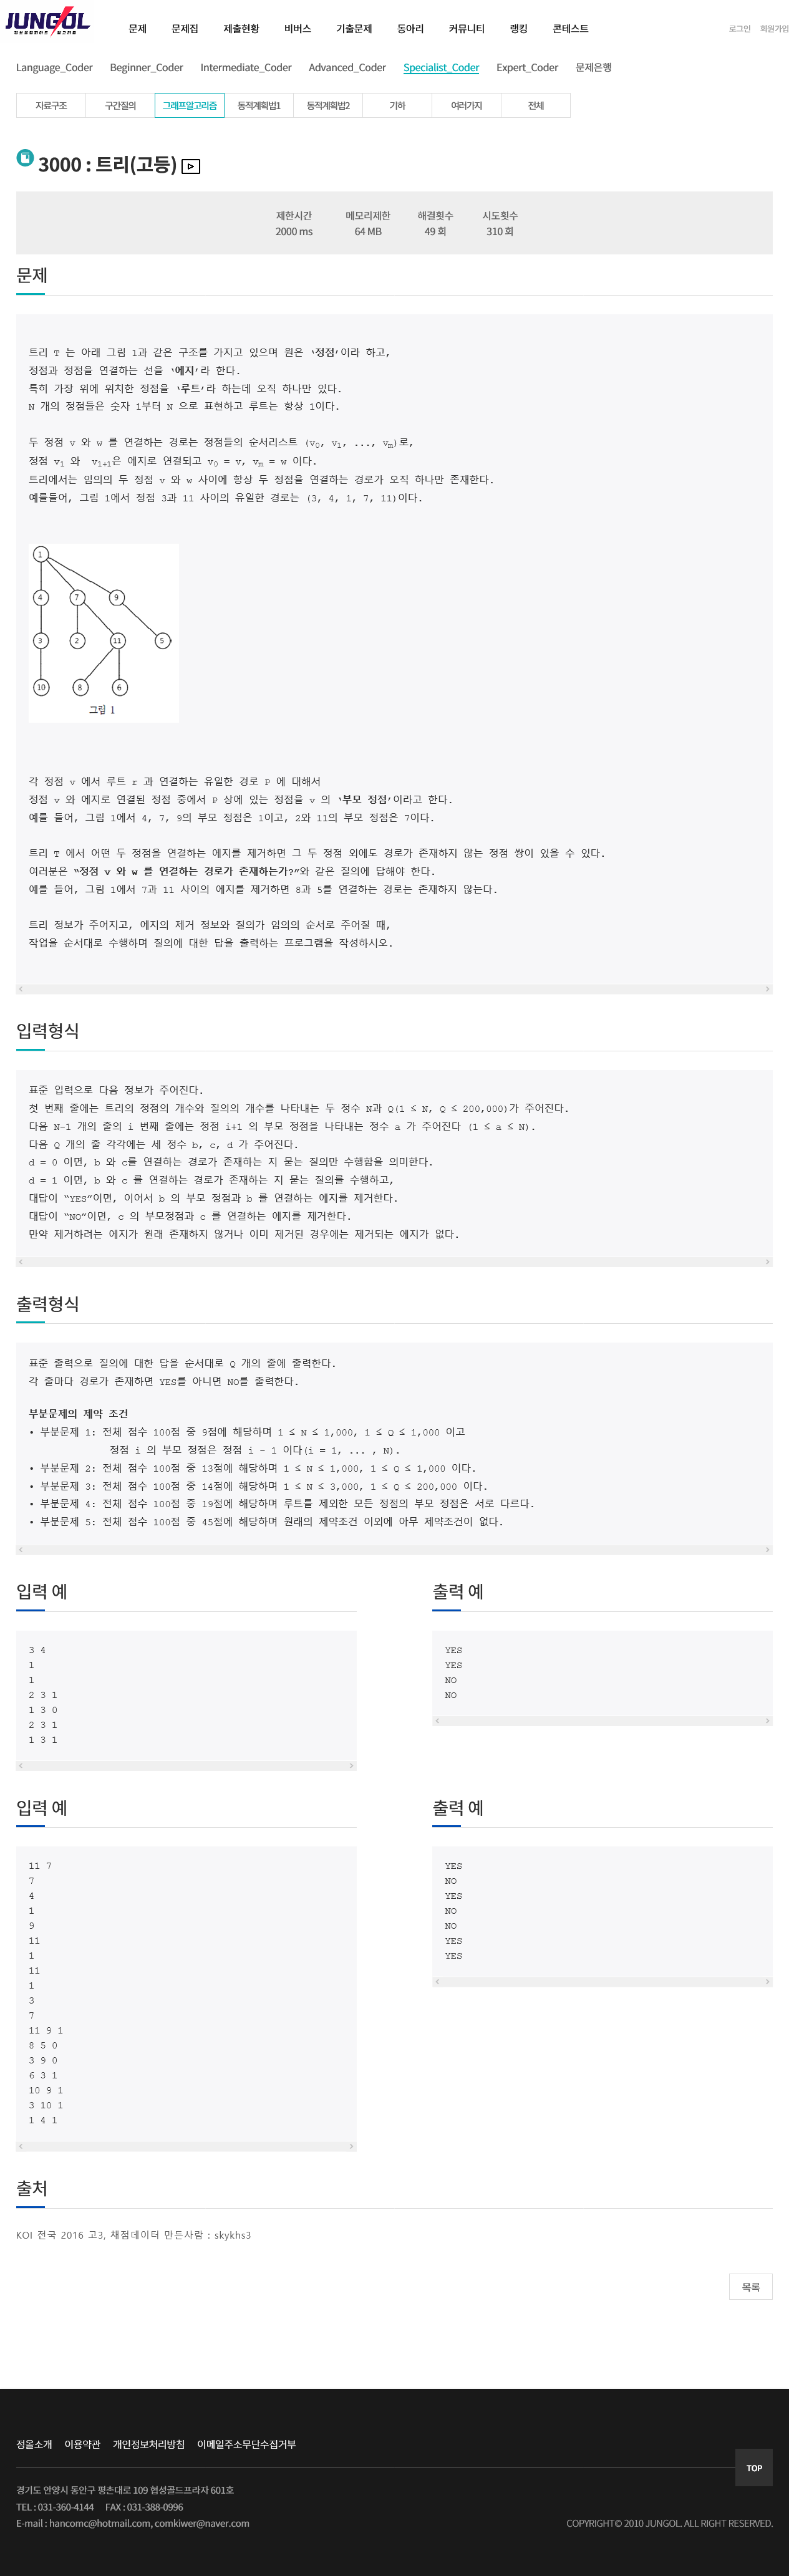 JUNGOL
문제 문제집 제출현황 비버스 기출문제 동아리 커뮤니티 랭킹 콘테스트 로그인 회원가입
Language_Coder Beginner_Coder Intermediate_Coder Advanced_Coder Specialist_Coder Expert_Coder 문제은행
자료구조 구간질의 그래프알고리즘 동적계획법1 동적계획법2 기하 여러가지 전체
3000 : 트리(고등)
제한시간 메모리제한 해결횟수 시도횟수
2000 ms 64 MB 49 회 310 회
문제
트리 T 는 아래 그림 1과 같은 구조를 가지고 있으며 원은 ‘정점’이라 하고,
정점과 정점을 연결하는 선을 ‘에지’라 한다.
특히 가장 위에 위치한 정점을 ‘루트’라 하는데 오직 하나만 있다.
N 개의 정점들은 숫자 1부터 N 으로 표현하고 루트는 항상 1이다.
두 정점 v 와 w 를 연결하는 경로는 정점들의 순서리스트 (v0, v1, ..., vm)로,
정점 vi 와 vi+1은 에지로 연결되고 v0 = v, vm = w 이다.
트리에서는 임의의 두 정점 v 와 w 사이에 항상 두 정점을 연결하는 경로가 오직 하나만 존재한다.
예를들어, 그림 1에서 정점 3과 11 사이의 유일한 경로는 (3, 4, 1, 7, 11)이다.
1
4 7 9
3 2 11 5
10 8 6
그림 1
각 정점 v 에서 루트 r 과 연결하는 유일한 경로 P 에 대해서
정점 v 와 에지로 연결된 정점 중에서 P 상에 있는 정점을 v 의 ‘부모 정점’이라고 한다.
예를 들어, 그림 1에서 4, 7, 9의 부모 정점은 1이고, 2와 11의 부모 정점은 7이다.
트리 T 에서 어떤 두 정점을 연결하는 에지를 제거하면 그 두 정점 외에도 경로가 존재하지 않는 정점 쌍이 있을 수 있다.
여러분은 “정점 v 와 w 를 연결하는 경로가 존재하는가?”와 같은 질의에 답해야 한다.
예를 들어, 그림 1에서 7과 11 사이의 에지를 제거하면 8과 5를 연결하는 경로는 존재하지 않는다.
트리 정보가 주어지고, 에지의 제거 정보와 질의가 임의의 순서로 주어질 때,
작업을 순서대로 수행하며 질의에 대한 답을 출력하는 프로그램을 작성하시오.
입력형식
표준 입력으로 다음 정보가 주어진다.
첫 번째 줄에는 트리의 정점의 개수와 질의의 개수를 나타내는 두 정수 N과 Q(1 ≤ N, Q ≤ 200,000)가 주어진다.
다음 N-1 개의 줄의 i 번째 줄에는 정점 i+1 의 부모 정점을 나타내는 정수 a 가 주어진다 (1 ≤ a ≤ N).
다음 Q 개의 줄 각각에는 세 정수 b, c, d 가 주어진다.
d = 0 이면, b 와 c를 연결하는 경로가 존재하는 지 묻는 질의만 수행함을 의미한다.
d = 1 이면, b 와 c 를 연결하는 경로가 존재하는 지 묻는 질의를 수행하고,
대답이 “YES”이면, 이어서 b 의 부모 정점과 b 를 연결하는 에지를 제거한다.
대답이 “NO”이면, c 의 부모정점과 c 를 연결하는 에지를 제거한다.
만약 제거하려는 에지가 원래 존재하지 않거나 이미 제거된 경우에는 제거되는 에지가 없다.
출력형식
표준 출력으로 질의에 대한 답을 순서대로 Q 개의 줄에 출력한다.
각 줄마다 경로가 존재하면 YES를 아니면 NO를 출력한다.
부분문제의 제약 조건
• 부분문제 1: 전체 점수 100점 중 9점에 해당하며 1 ≤ N ≤ 1,000, 1 ≤ Q ≤ 1,000 이고
정점 i 의 부모 정점은 정점 i - 1 이다(i = 1, ... , N).
• 부분문제 2: 전체 점수 100점 중 13점에 해당하며 1 ≤ N ≤ 1,000, 1 ≤ Q ≤ 1,000 이다.
• 부분문제 3: 전체 점수 100점 중 14점에 해당하며 1 ≤ N ≤ 3,000, 1 ≤ Q ≤ 200,000 이다.
• 부분문제 4: 전체 점수 100점 중 19점에 해당하며 루트를 제외한 모든 정점의 부모 정점은 서로 다르다.
• 부분문제 5: 전체 점수 100점 중 45점에 해당하며 원래의 제약조건 이외에 아무 제약조건이 없다.
입력 예
3 4
1
1
2 3 1
1 3 0
2 3 1
1 3 1
출력 예
YES
YES
NO
NO
입력 예
11 7
7
4
1
9
11
1
11
1
3
7
11 9 1
8 5 0
3 9 0
6 3 1
10 9 1
3 10 1
1 4 1
출력 예
YES
NO
YES
NO
NO
YES
YES
출처
KOI 전국 2016 고3, 채점데이터 만든사람 : skykhs3
목록
정올소개 이용약관 개인정보처리방침 이메일주소무단수집거부
TOP
경기도 안양시 동안구 평촌대로 109 협성골드프라자 601호
TEL : 031-360-4144 FAX : 031-388-0996
E-mail : hancomc@hotmail.com, comkiwer@naver.com COPYRIGHT© 2010 JUNGOL. ALL RIGHT RESERVED.